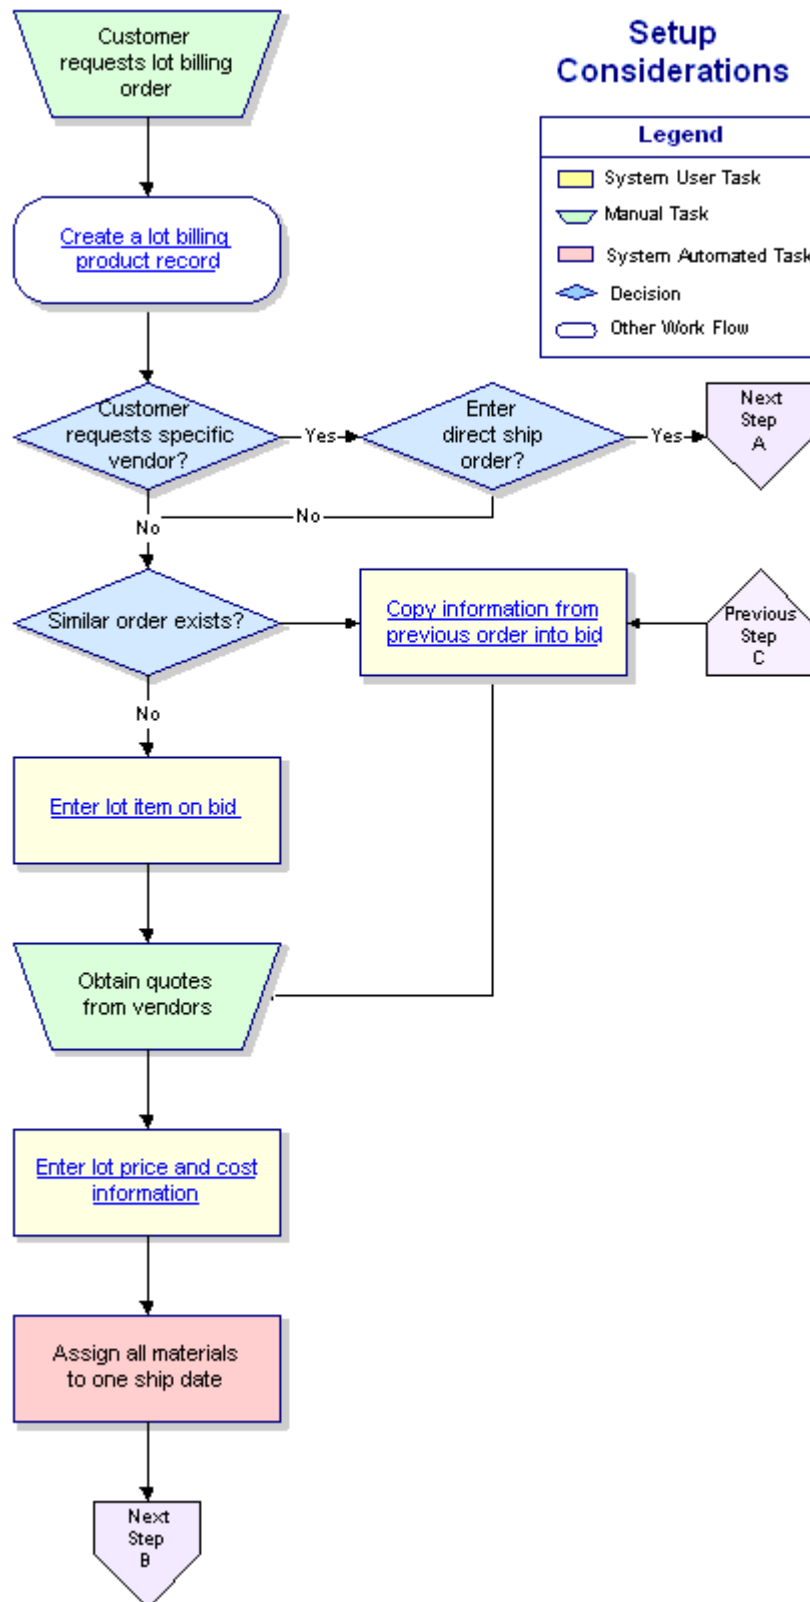 Customer
requests lot billing
order
Setup
Considerations
Legend
System User Task
Manual Task
System Automated Task
Decision
Other Work Flow
Create a lot billing
product record
Customer
requests specific
vendor?
Yes
Enter
direct ship
order?
Yes
Next
Step
A
No
No
Similar order exists?
Copy information from
previous order into bid
Previous
Step
C
No
Enter lot item on bid
Obtain quotes
from vendors
Enter lot price and cost
information
Assign all materials
to one ship date
Next
Step
B